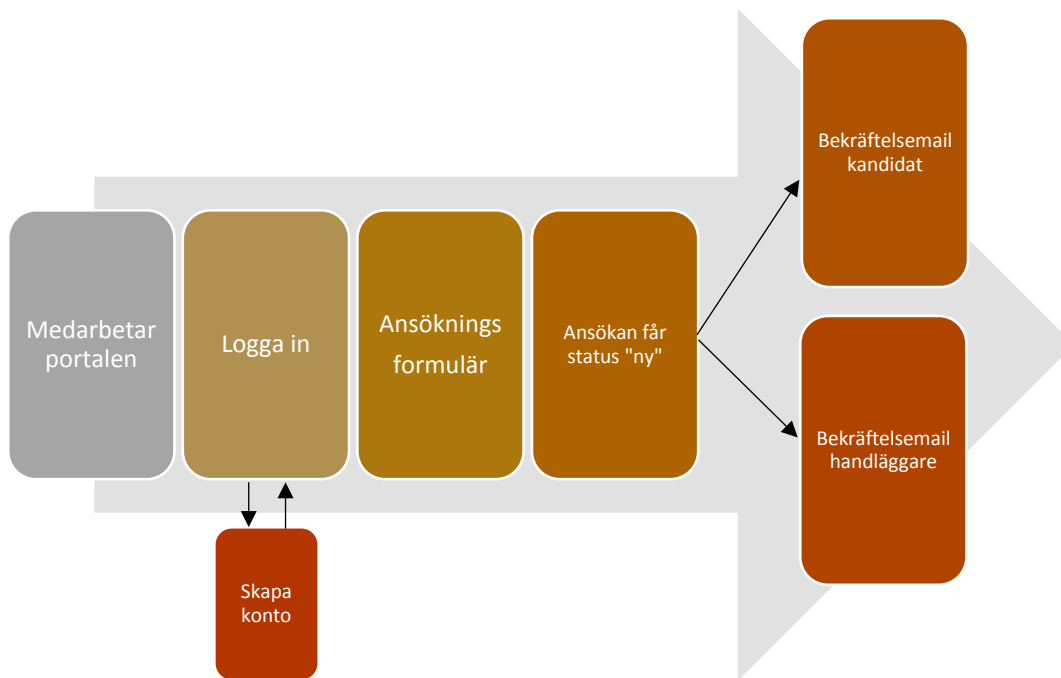 Medarbetar
portalen
Logga in
Skapa
konto
Ansöknings
formulär
Ansökan får
status "ny"
Bekräftelsemail
kandidat
Bekräftelsemail
handläggare